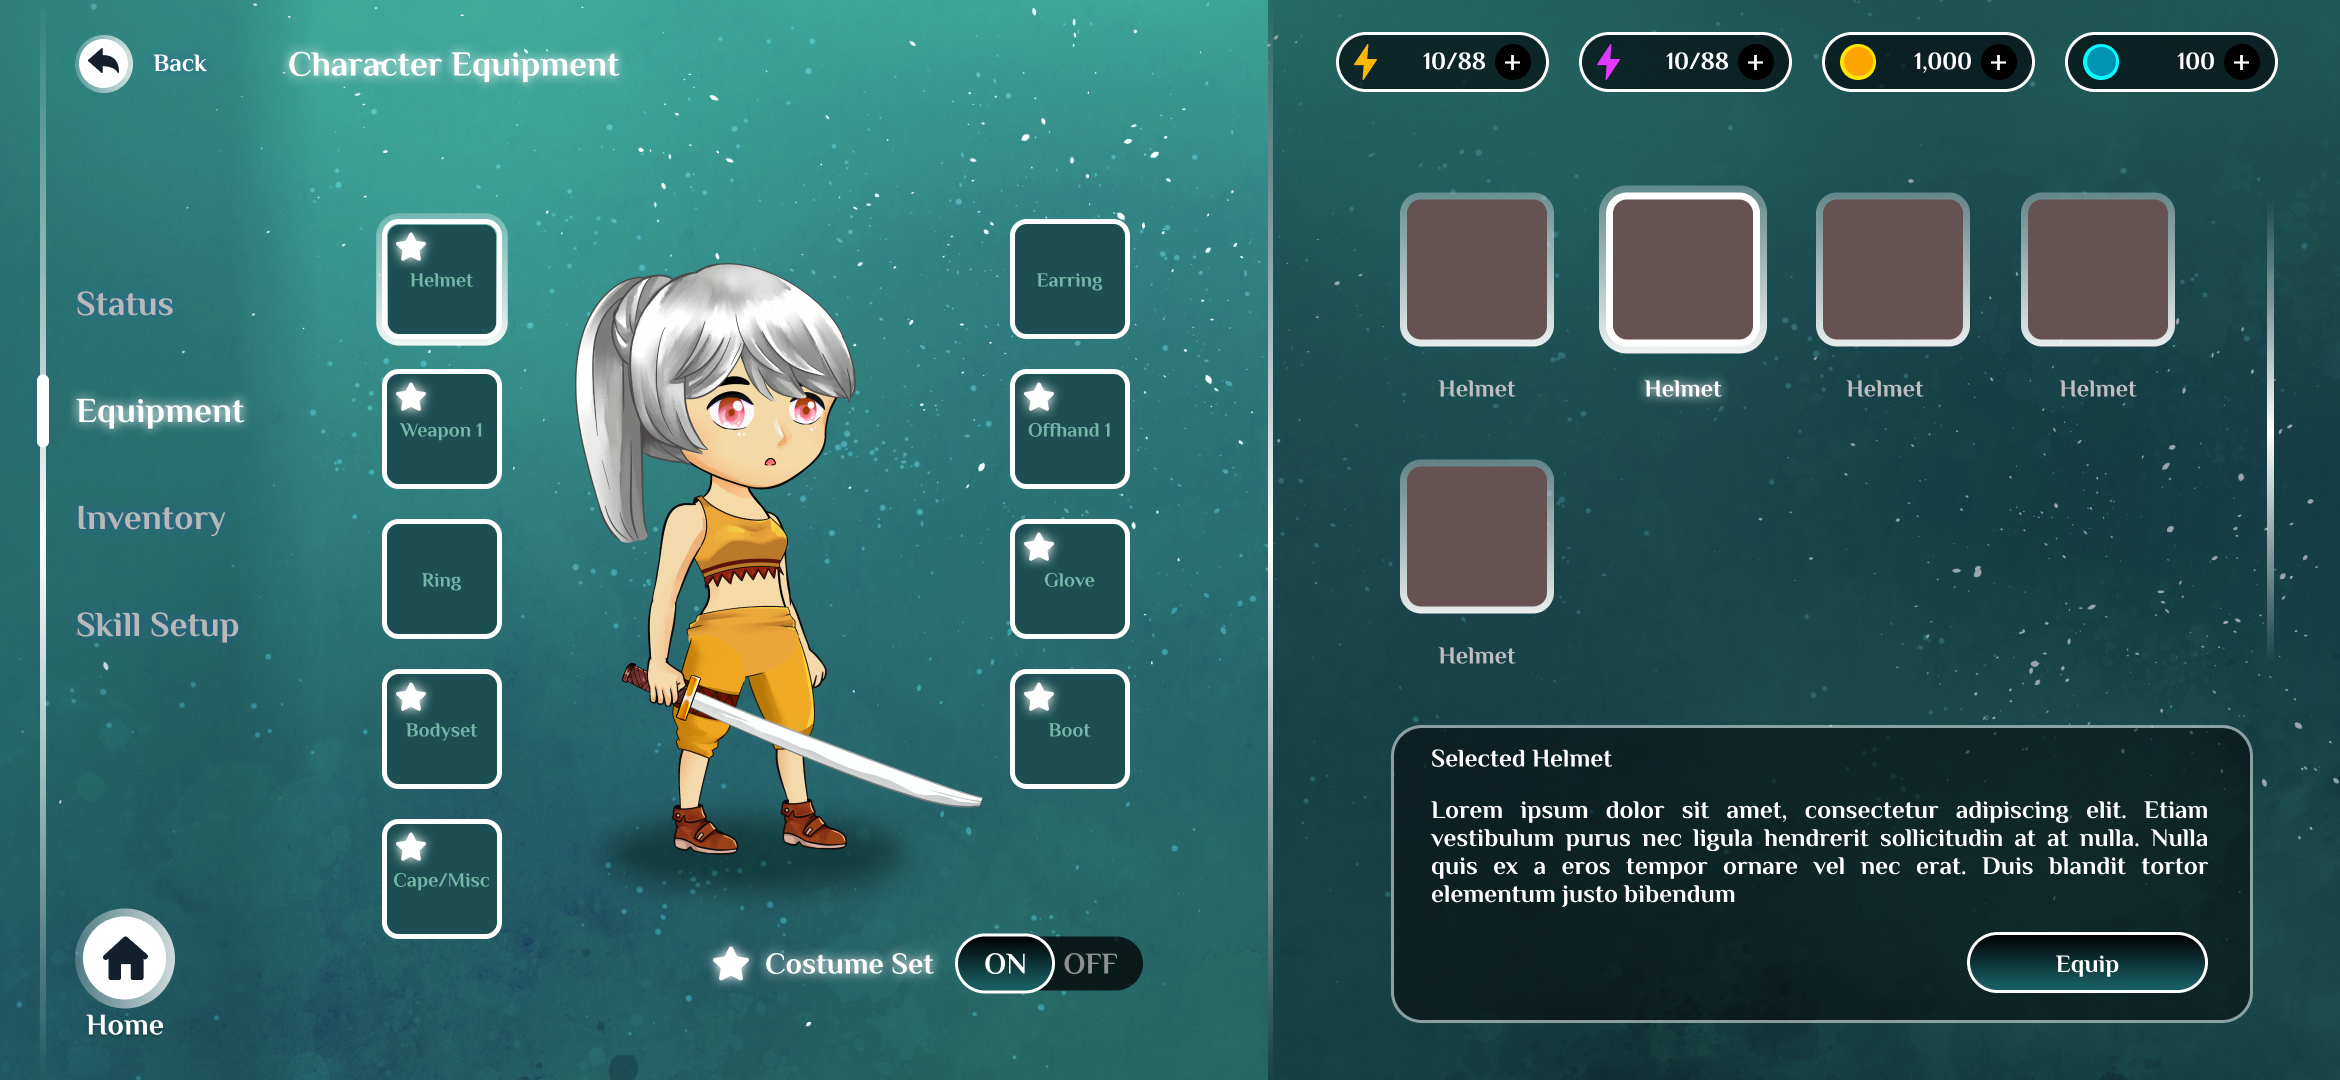 Back
Character Equipment
10/88 +
10/88 +
1,000 +
100 +
Status
Equipment
Inventory
Skill Setup
Home
Helmet
Weapon 1
Ring
Bodyset
Cape/Misc
Earring
Offhand 1
Glove
Boot
Costume Set
ON
OFF
Helmet
Helmet
Helmet
Helmet
Helmet
Selected Helmet
Lorem ipsum dolor sit amet, consectetur adipiscing elit. Etiam
vestibulum purus nec ligula hendrerit sollicitudin at at nulla. Nulla
quis ex a eros tempor ornare vel nec erat. Duis blandit tortor
elementum justo bibendum
Equip